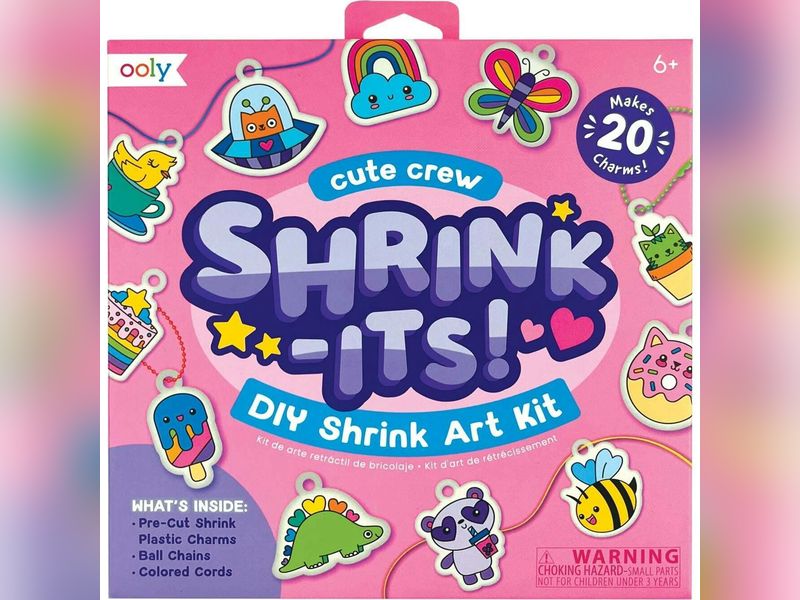 ooly
6+
Makes
20
Charms!
cute crew
SHRINK
-ITS!
DIY Shrink Art Kit
Kit de arte retráctil de bricolaje • Kit d'art de rétrécissement
WHAT'S INSIDE:
• Pre-Cut Shrink
Plastic Charms
• Ball Chains
• Colored Cords
WARNING
CHOKING HAZARD-SMALL PARTS
NOT FOR CHILDREN UNDER 3 YEARS